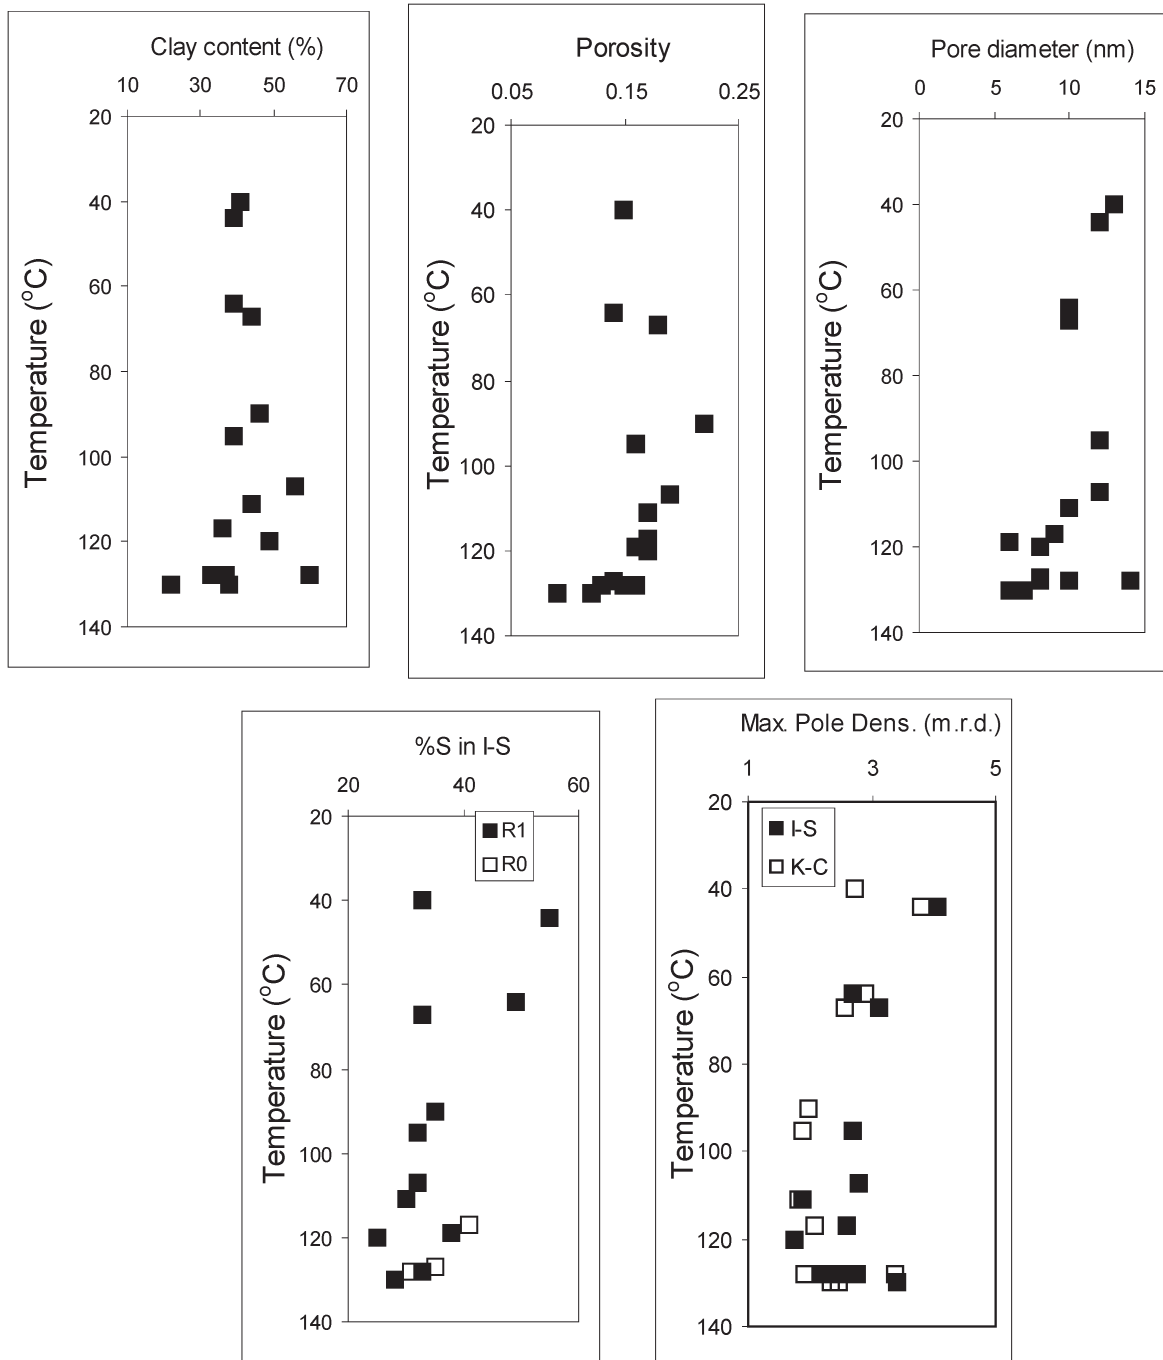 Clay content (%)
10 30 50 70
20
40
60
80
100
120
140
Temperature (°C)
Porosity
0.05 0.15 0.25
20
40
60
80
100
120
140
Temperature (°C)
Pore diameter (nm)
0 5 10 15
20
40
60
80
100
120
140
Temperature (°C)
%S in I-S
20 40 60
20
40
60
80
100
120
140
Temperature (°C)
R1
R0
Max. Pole Dens. (m.r.d.)
1 3 5
20
40
60
80
100
120
140
Temperature (°C)
I-S
K-C